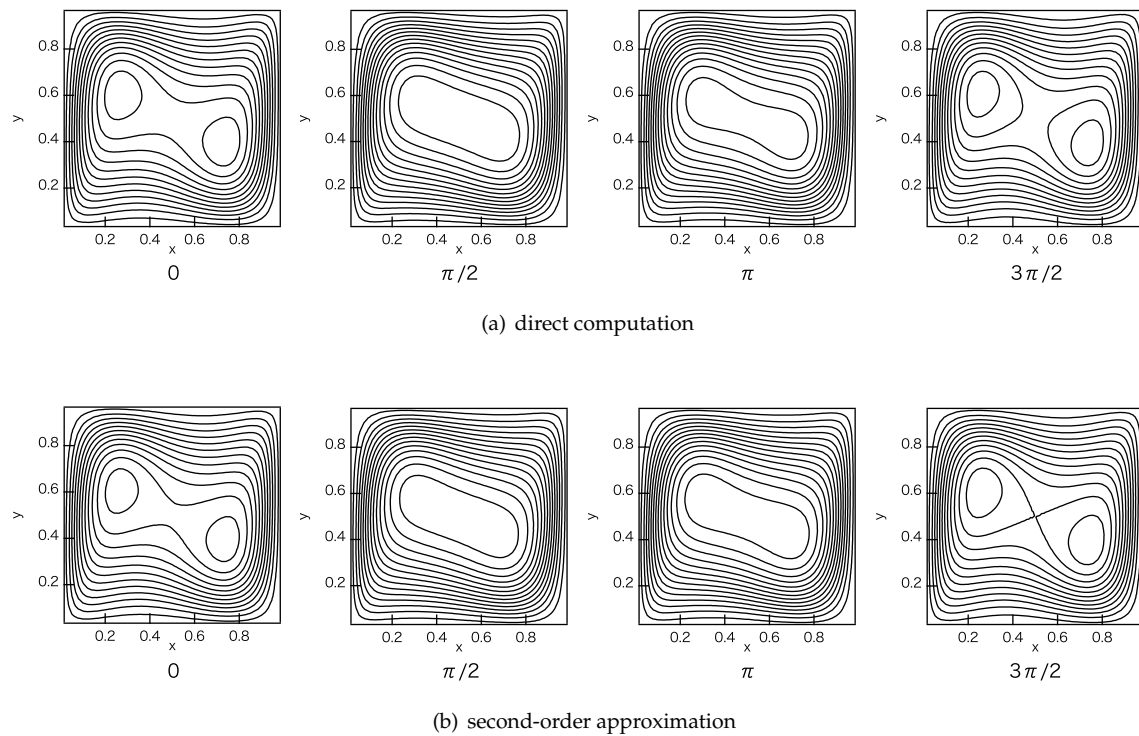 0.8 0.8 0.8 0.8
y 0.6 y 0.6 y 0.6 y 0.6
0.4 0.4 0.4 0.4
0.2 0.2 0.2 0.2
0.2 0.4 0.6 0.8 0.2 0.4 0.6 0.8 0.2 0.4 0.6 0.8 0.2 0.4 0.6 0.8
x x x x
0 π/2 π 3π/2
(a) direct computation
0.8 0.8 0.8 0.8
y 0.6 y 0.6 y 0.6 y 0.6
0.4 0.4 0.4 0.4
0.2 0.2 0.2 0.2
0.2 0.4 0.6 0.8 0.2 0.4 0.6 0.8 0.2 0.4 0.6 0.8 0.2 0.4 0.6 0.8
x x x x
0 π/2 π 3π/2
(b) second-order approximation